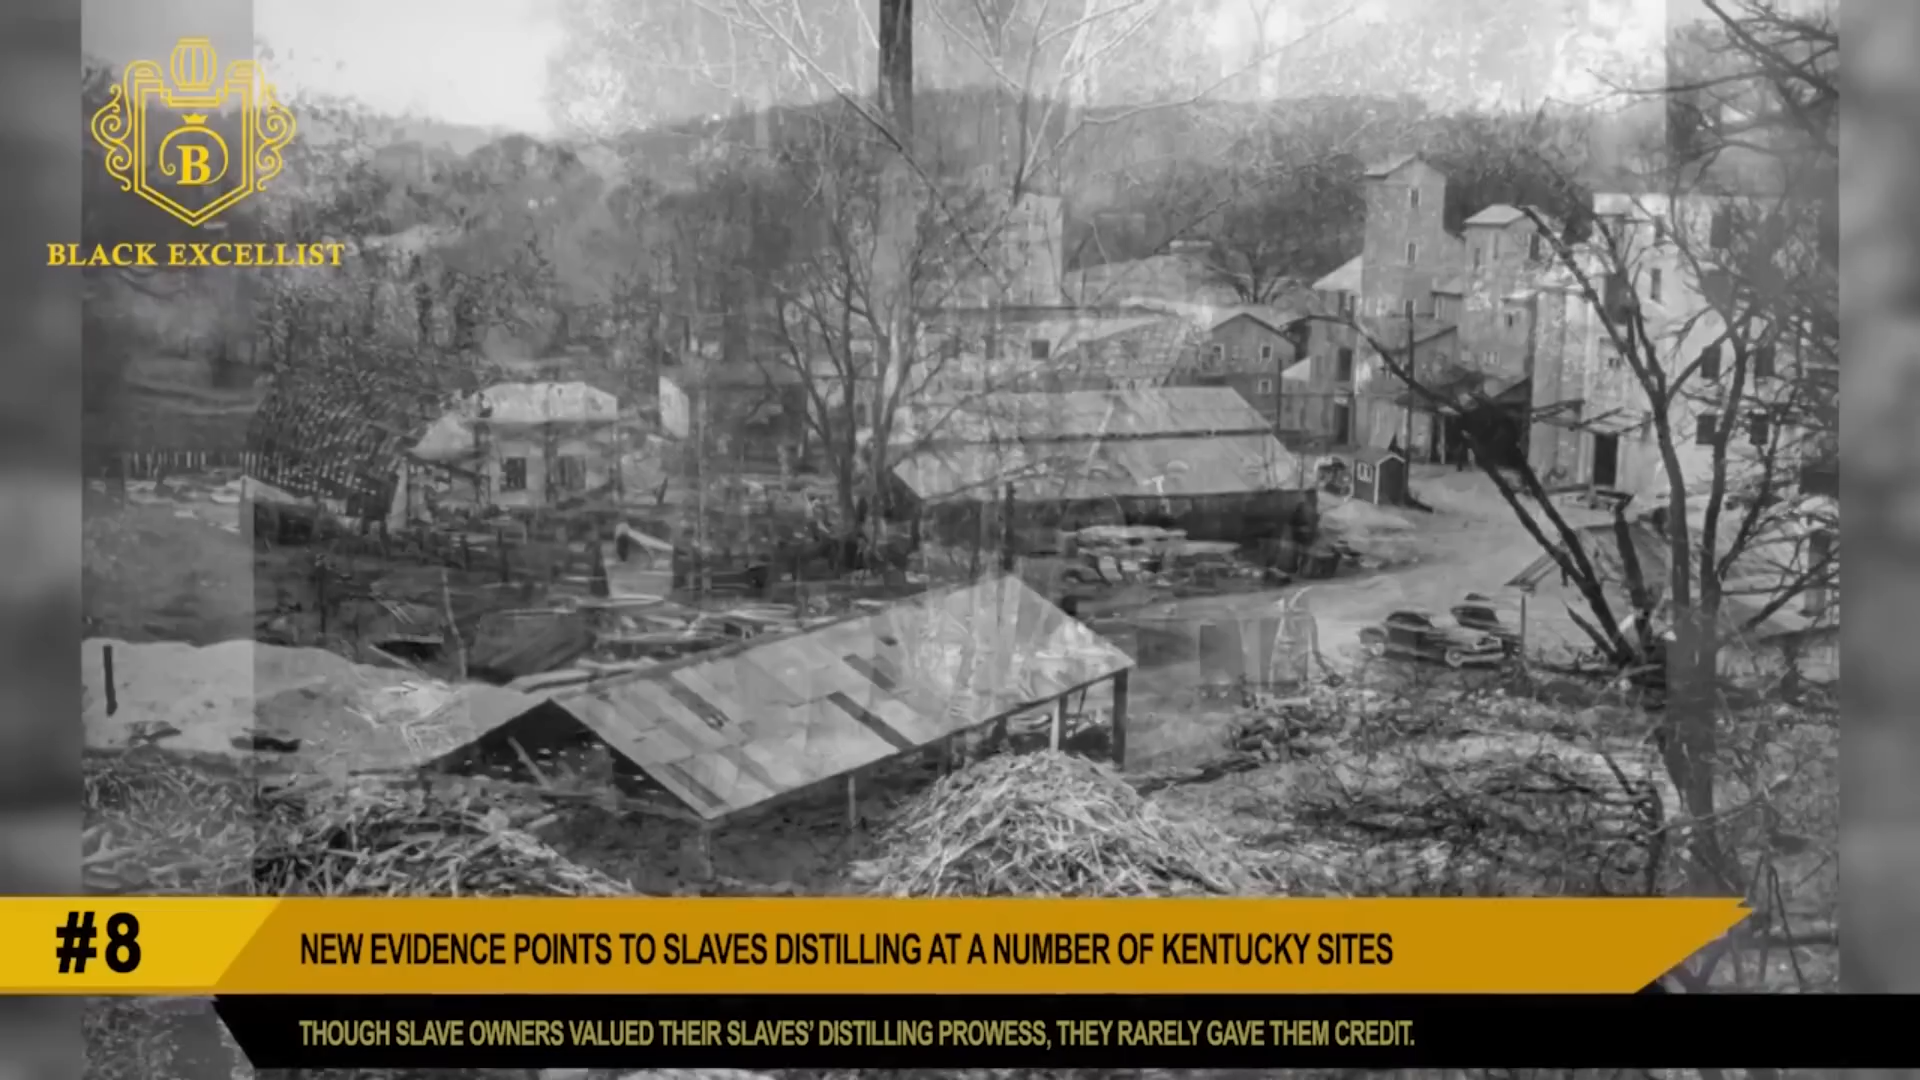 B
BLACK EXCELLIST
#8
NEW EVIDENCE POINTS TO SLAVES DISTILLING AT A NUMBER OF KENTUCKY SITES
THOUGH SLAVE OWNERS VALUED THEIR SLAVES' DISTILLING PROWESS, THEY RARELY GAVE THEM CREDIT.